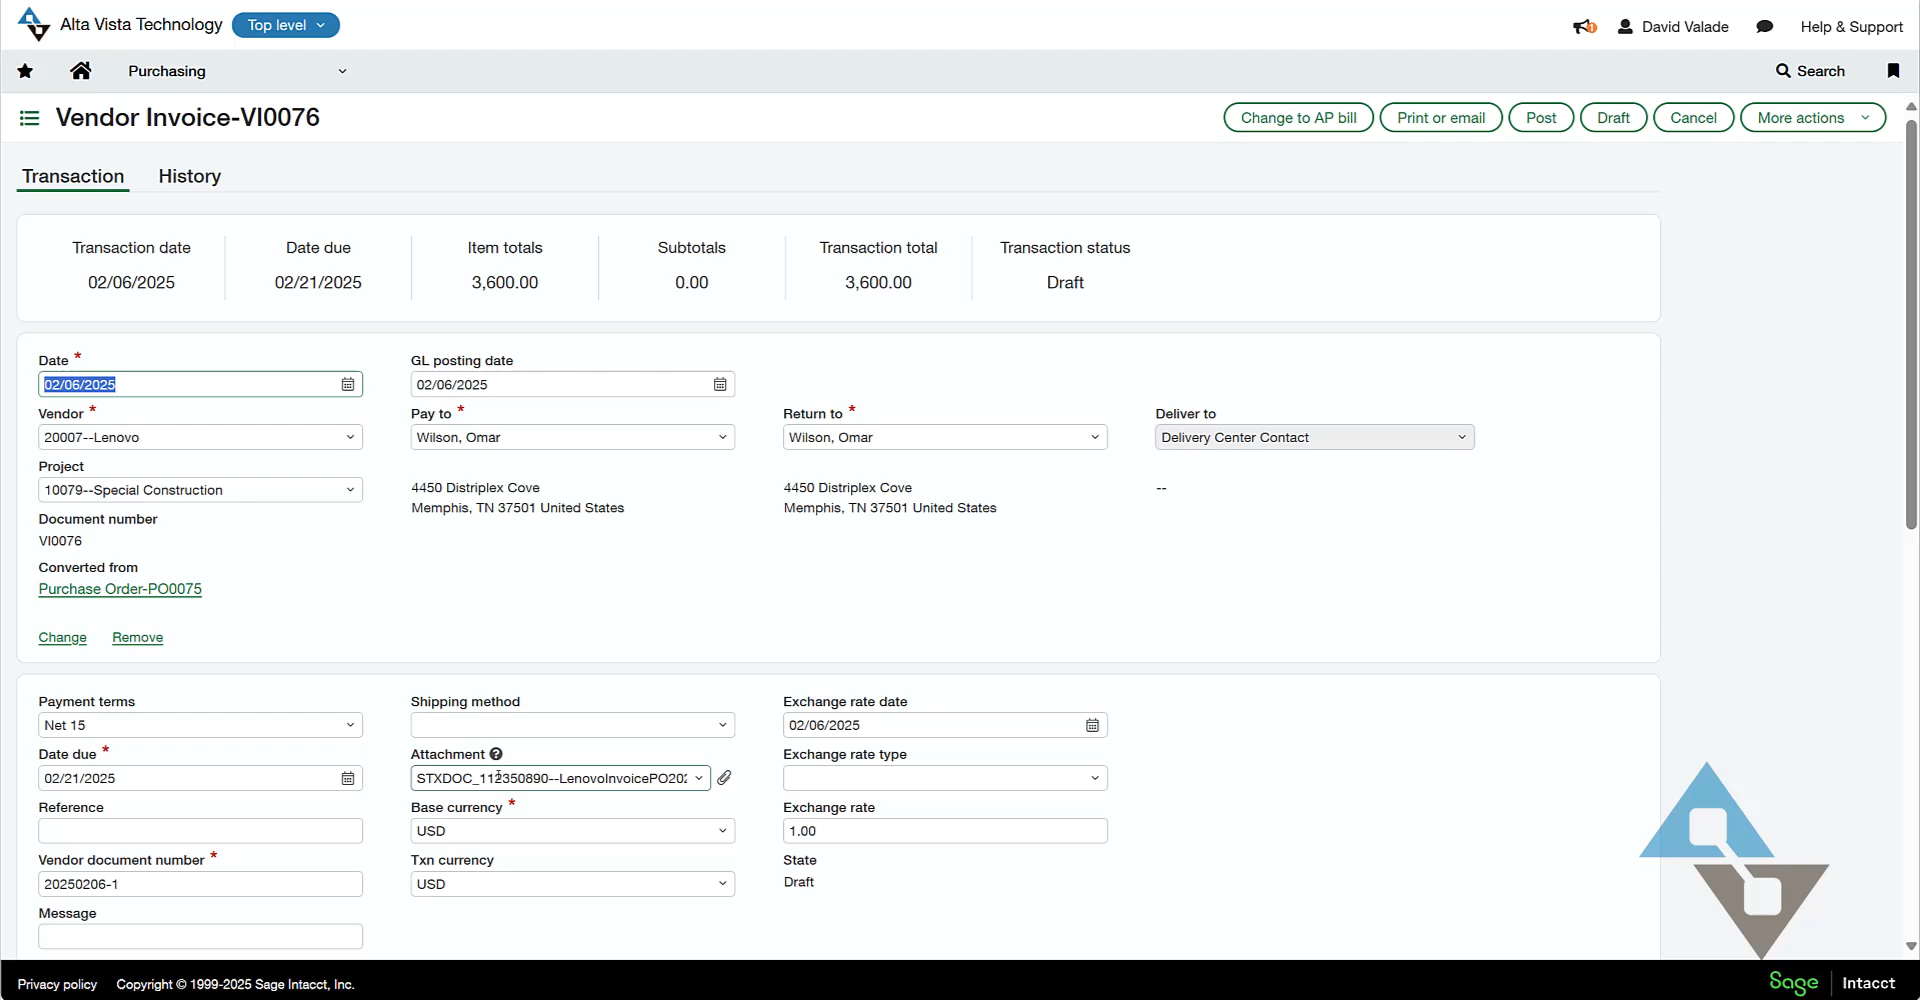 Alta Vista Technology Top level
1 David Valade Help & Support
Purchasing Search
Vendor Invoice-VI0076 Change to AP bill Print or email Post Draft Cancel More actions
Transaction History
Transaction date Date due Item totals Subtotals Transaction total Transaction status
02/06/2025 02/21/2025 3,600.00 0.00 3,600.00 Draft
Date * GL posting date
02/06/2025 02/06/2025
Vendor * Pay to * Return to * Deliver to
20007--Lenovo Wilson, Omar Wilson, Omar Delivery Center Contact
Project
10079--Special Construction 4450 Distriplex Cove 4450 Distriplex Cove --
Memphis, TN 37501 United States Memphis, TN 37501 United States
Document number
VI0076
Converted from
Purchase Order-PO0075
Change Remove
Payment terms Shipping method Exchange rate date
Net 15 02/06/2025
Date due * Attachment ? Exchange rate type
02/21/2025 STXDOC_112350890--LenovoInvoicePO202
Reference Base currency * Exchange rate
USD 1.00
Vendor document number * Txn currency State
20250206-1 USD Draft
Message
Privacy policy Copyright © 1999-2025 Sage Intacct, Inc. Sage Intacct